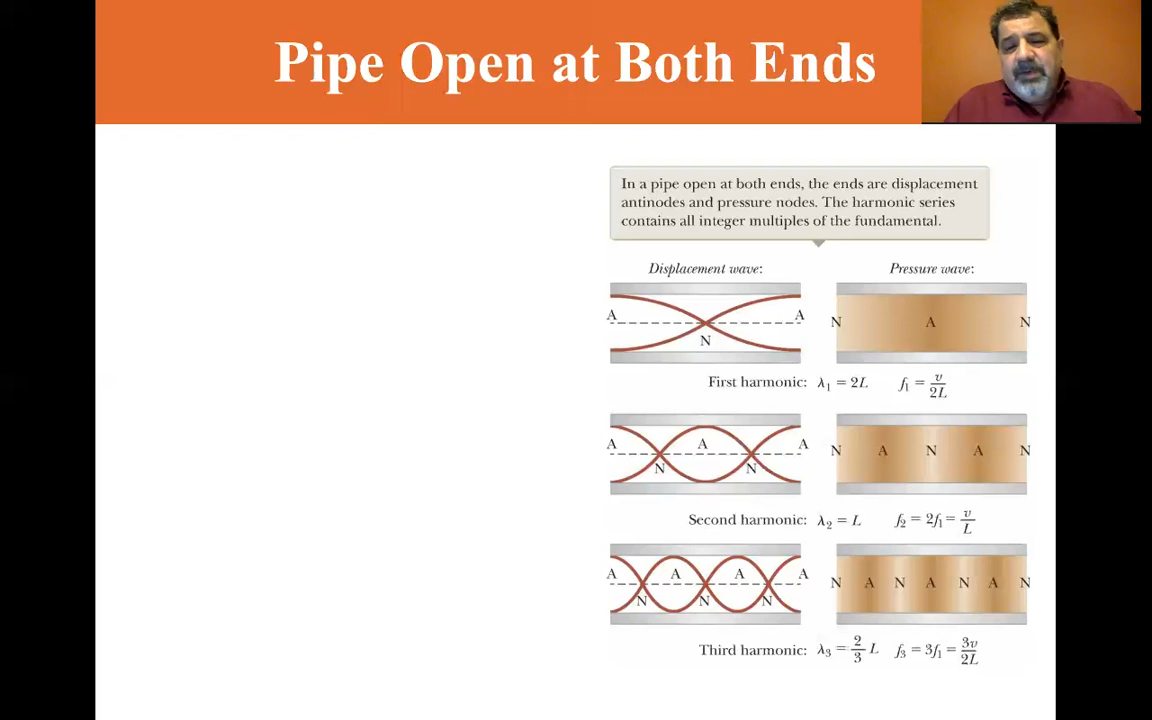 Pipe Open at Both Ends
In a pipe open at both ends, the ends are displacement
antinodes and pressure nodes. The harmonic series
contains all integer multiples of the fundamental.
Displacement wave: Pressure wave:
A A N A N
N
First harmonic: λ₁ = 2L f₁ = v/2L
A A A N A N A N
N N
Second harmonic: λ₂ = L f₂ = 2f₁ = v/L
A A A A N A N A N A N
N N N
Third harmonic: λ₃ = 2/3 L f₃ = 3f₁ = 3v/2L